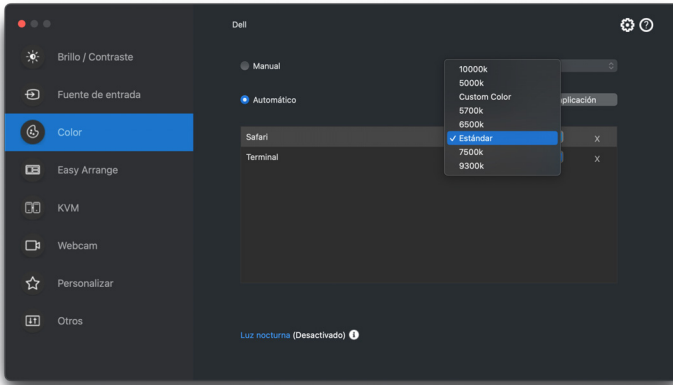 Dell
Brillo / Contraste
Fuente de entrada
Color
Easy Arrange
KVM
Webcam
Personalizar
Otros
Manual
Automático
plicación
Safari
x
Terminal
x
10000k
5000k
Custom Color
5700k
6500k
✓ Estándar
7500k
9300k
Luz nocturna (Desactivado) i